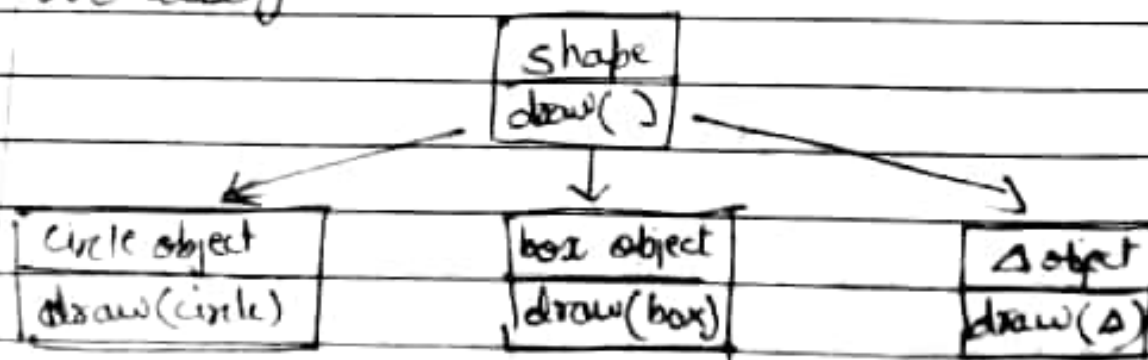 shape
draw( )
circle object
box object
Δ object
draw(circle)
draw(box)
draw(Δ)